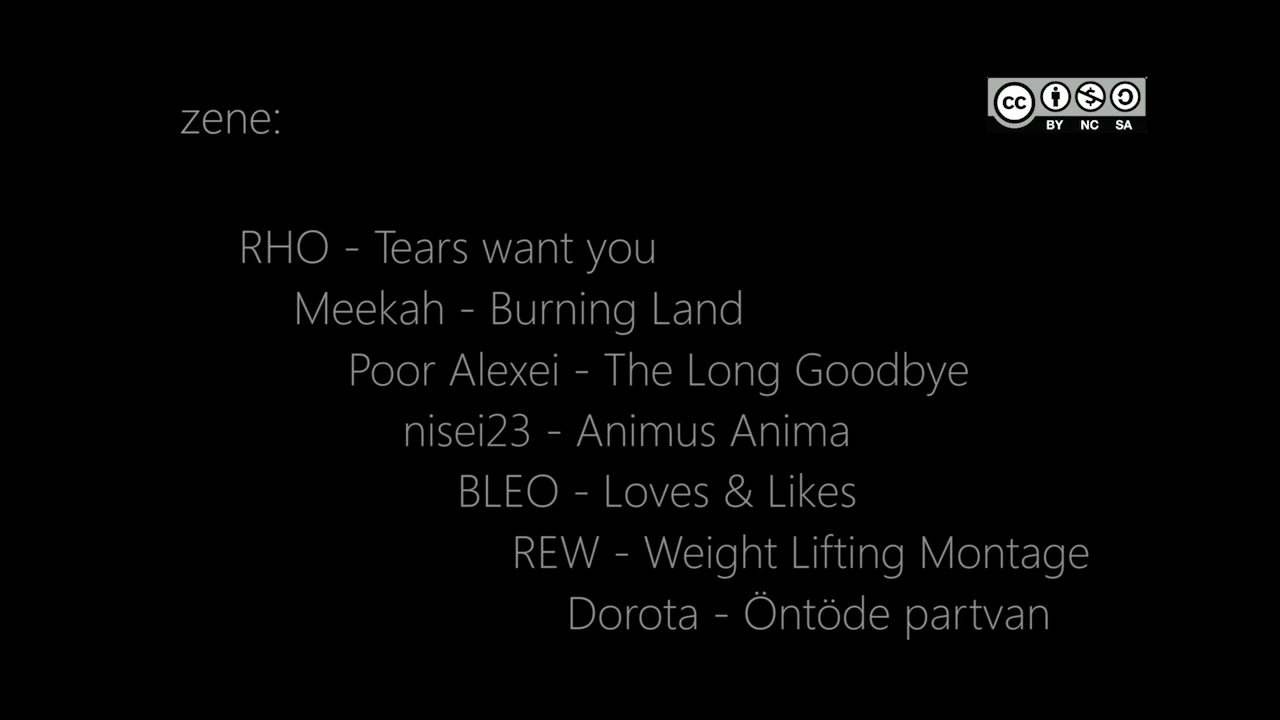 zene:
CC BY NC SA
RHO - Tears want you
Meekah - Burning Land
Poor Alexei - The Long Goodbye
nisei23 - Animus Anima
BLEO - Loves & Likes
REW - Weight Lifting Montage
Dorota - Öntöde partvan